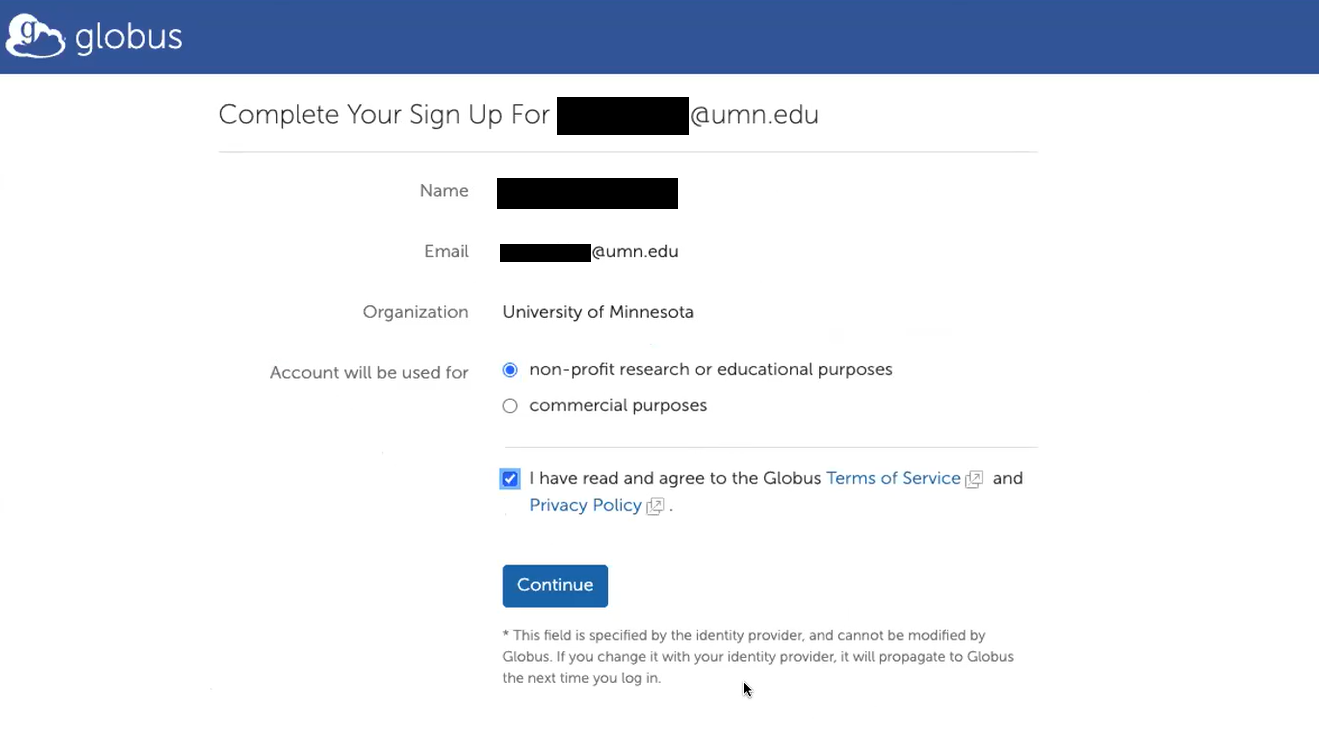 globus
Complete Your Sign Up For @umn.edu
Name
Email @umn.edu
Organization University of Minnesota
Account will be used for non-profit research or educational purposes
commercial purposes
I have read and agree to the Globus Terms of Service and
Privacy Policy .
Continue
* This field is specified by the identity provider, and cannot be modified by
Globus. If you change it with your identity provider, it will propagate to Globus
the next time you log in.